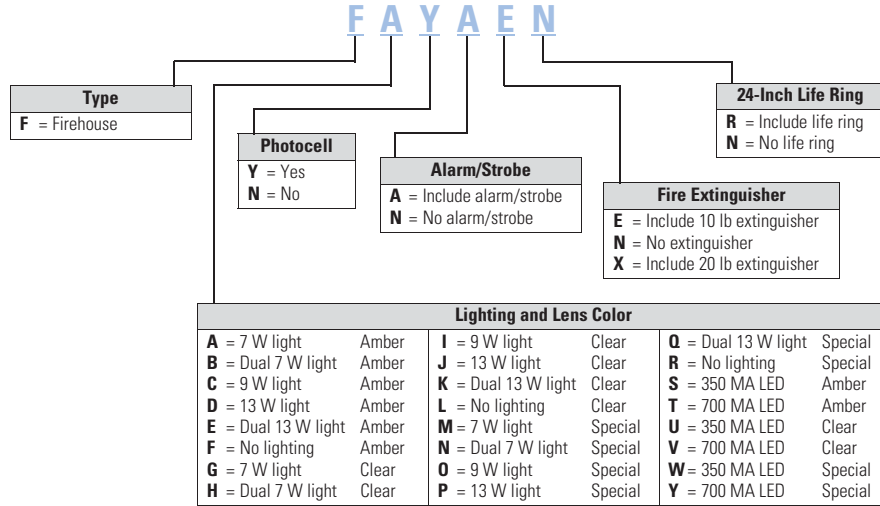 F A Y A E N
Type
F = Firehouse
Photocell
Y = Yes
N = No
Alarm/Strobe
A = Include alarm/strobe
N = No alarm/strobe
24-Inch Life Ring
R = Include life ring
N = No life ring
Fire Extinguisher
E = Include 10 lb extinguisher
N = No extinguisher
X = Include 20 lb extinguisher
Lighting and Lens Color
A = 7 W light Amber
B = Dual 7 W light Amber
C = 9 W light Amber
D = 13 W light Amber
E = Dual 13 W light Amber
F = No lighting Amber
G = 7 W light Clear
H = Dual 7 W light Clear
I = 9 W light Clear
J = 13 W light Clear
K = Dual 13 W light Clear
L = No lighting Clear
M = 7 W light Special
N = Dual 7 W light Special
O = 9 W light Special
P = 13 W light Special
Q = Dual 13 W light Special
R = No lighting Special
S = 350 MA LED Amber
T = 700 MA LED Amber
U = 350 MA LED Clear
V = 700 MA LED Clear
W = 350 MA LED Special
Y = 700 MA LED Special